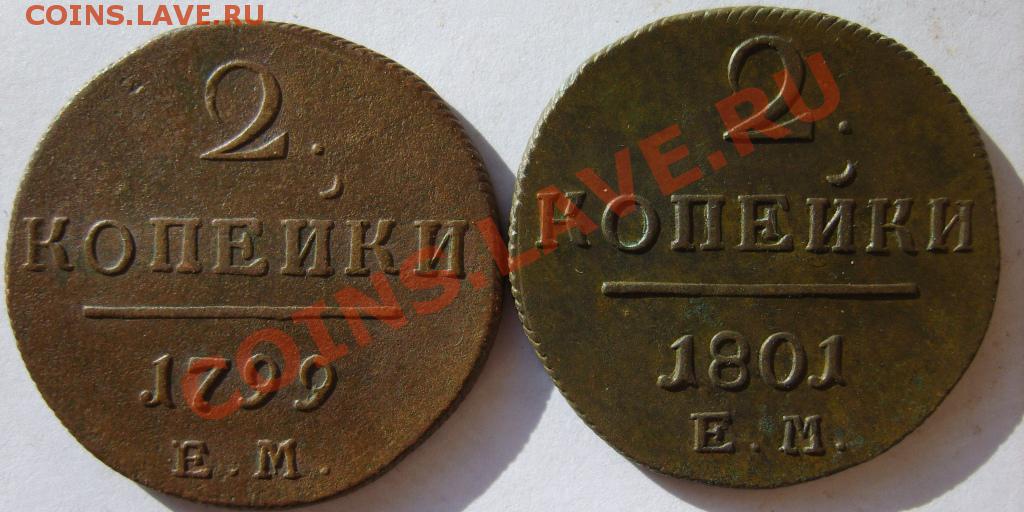 COINS.LAVE.RU
2.
КОПЕЙКИ
1799
Е.М.
2.
КОПЕЙКИ
1801
Е.М.
COINS.LAVE.RU